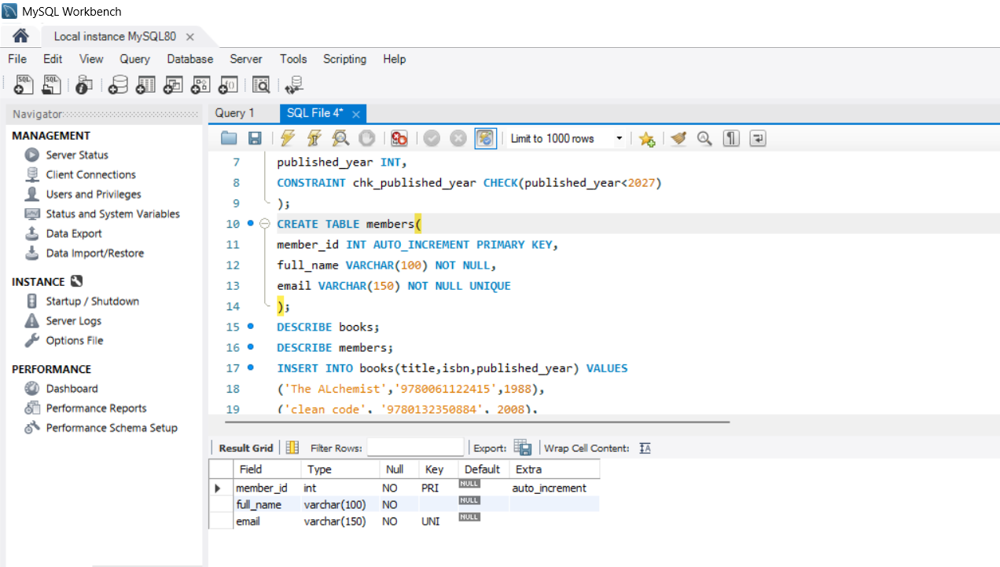 MySQL Workbench
Local instance MySQL80
File Edit View Query Database Server Tools Scripting Help
Navigator
MANAGEMENT
Server Status
Client Connections
Users and Privileges
Status and System Variables
Data Export
Data Import/Restore
INSTANCE
Startup / Shutdown
Server Logs
Options File
PERFORMANCE
Dashboard
Performance Reports
Performance Schema Setup
Query 1 SQL File 4*
Limit to 1000 rows
7 published_year INT,
8 CONSTRAINT chk_published_year CHECK(published_year<2027)
9 );
10 CREATE TABLE members(
11 member_id INT AUTO_INCREMENT PRIMARY KEY,
12 full_name VARCHAR(100) NOT NULL,
13 email VARCHAR(150) NOT NULL UNIQUE
14 );
15 DESCRIBE books;
16 DESCRIBE members;
17 INSERT INTO books(title,isbn,published_year) VALUES
18 ('The ALchemist','9780061122415',1988),
19 ('clean code', '9780132350884', 2008),
Result Grid Filter Rows: Export: Wrap Cell Content: IA
Field Type Null Key Default Extra
member_id int NO PRI NULL auto_increment
full_name varchar(100) NO NULL
email varchar(150) NO UNI NULL